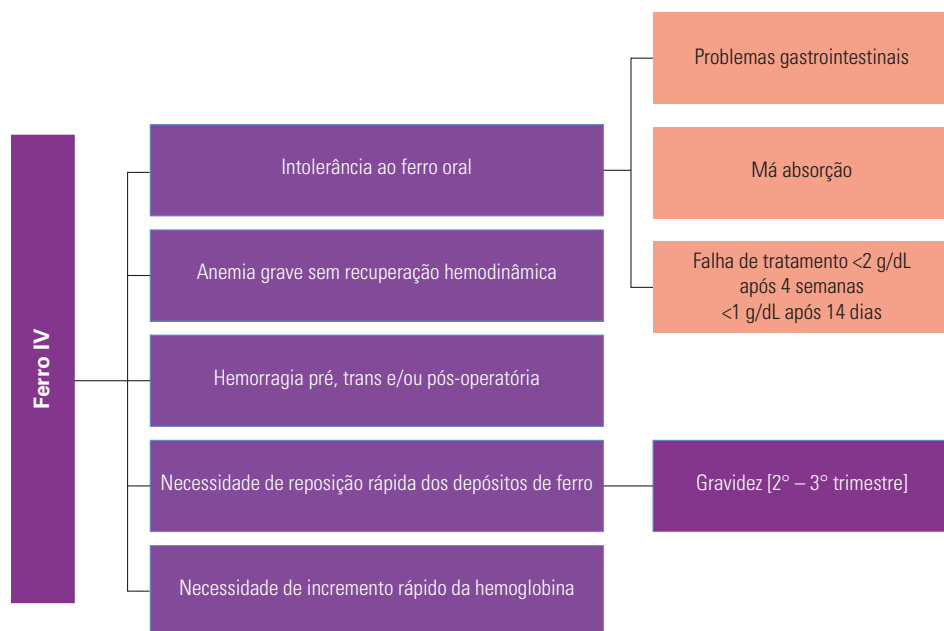 Ferro IV
Intolerância ao ferro oral
Problemas gastrointestinais
Má absorção
Falha de tratamento <2 g/dL
após 4 semanas
<1 g/dL após 14 dias
Anemia grave sem recuperação hemodinâmica
Hemorragia pré, trans e/ou pós-operatória
Necessidade de reposição rápida dos depósitos de ferro
Gravidez [2° – 3° trimestre]
Necessidade de incremento rápido da hemoglobina